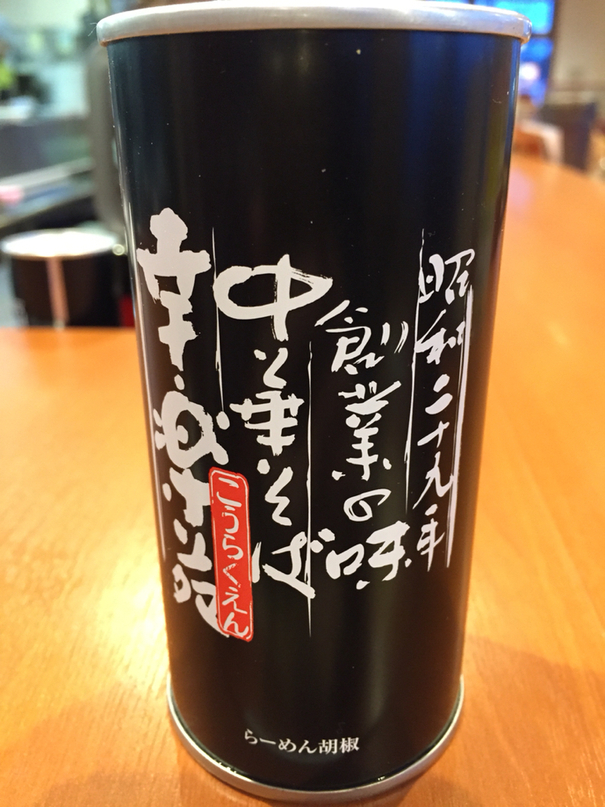 昭和二十九年
創業の味
中華そば
幸楽苑
こうらくえん
らーめん胡椒